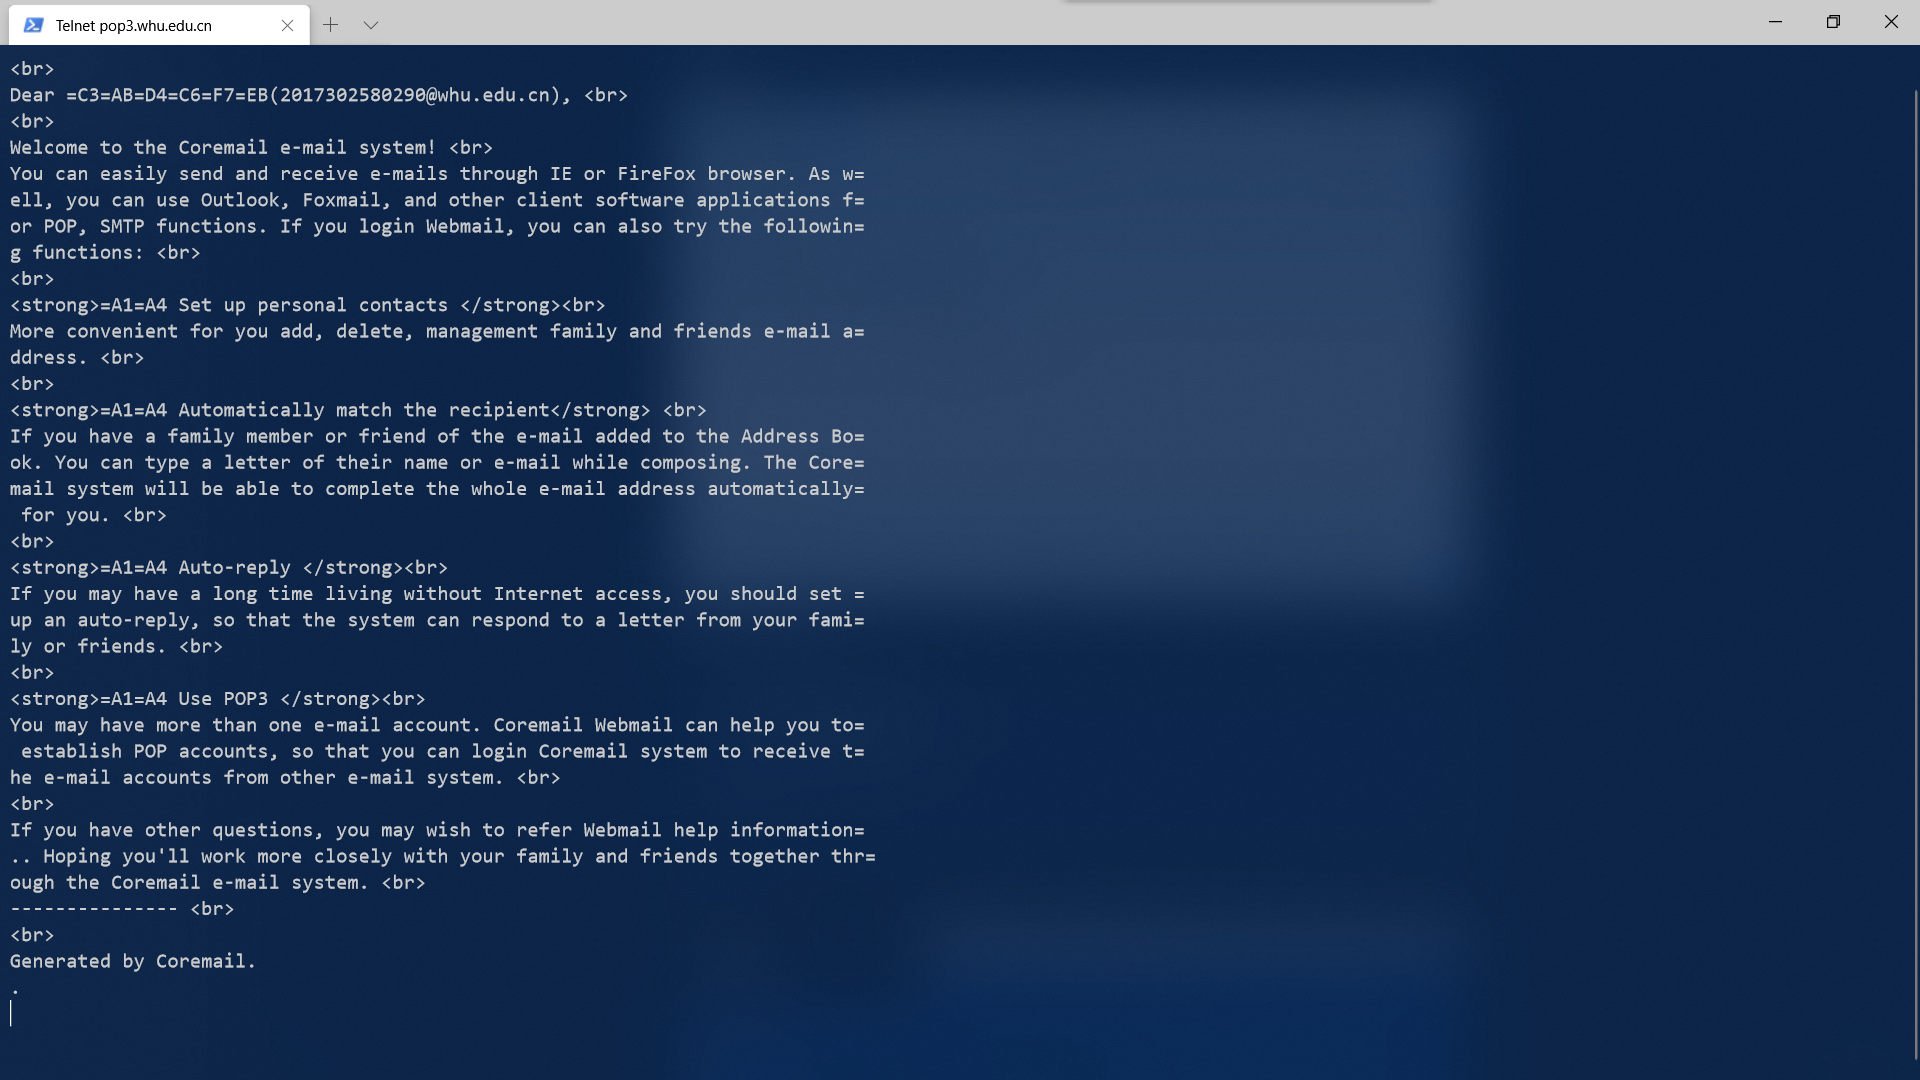 Telnet pop3.whu.edu.cn
<br>
Dear =C3=AB=D4=C6=F7=EB(2017302580290@whu.edu.cn), <br>
<br>
Welcome to the Coremail e-mail system! <br>
You can easily send and receive e-mails through IE or FireFox browser. As w=
ell, you can use Outlook, Foxmail, and other client software applications f=
or POP, SMTP functions. If you login Webmail, you can also try the followin=
g functions: <br>
<br>
<strong>=A1=A4 Set up personal contacts </strong><br>
More convenient for you add, delete, management family and friends e-mail a=
ddress. <br>
<br>
<strong>=A1=A4 Automatically match the recipient</strong> <br>
If you have a family member or friend of the e-mail added to the Address Bo=
ok. You can type a letter of their name or e-mail while composing. The Core=
mail system will be able to complete the whole e-mail address automatically=
 for you. <br>
<br>
<strong>=A1=A4 Auto-reply </strong><br>
If you may have a long time living without Internet access, you should set =
up an auto-reply, so that the system can respond to a letter from your fami=
ly or friends. <br>
<br>
<strong>=A1=A4 Use POP3 </strong><br>
You may have more than one e-mail account. Coremail Webmail can help you to=
 establish POP accounts, so that you can login Coremail system to receive t=
he e-mail accounts from other e-mail system. <br>
<br>
If you have other questions, you may wish to refer Webmail help information=
.. Hoping you'll work more closely with your family and friends together thr=
ough the Coremail e-mail system. <br>
--------------- <br>
<br>
Generated by Coremail.
.